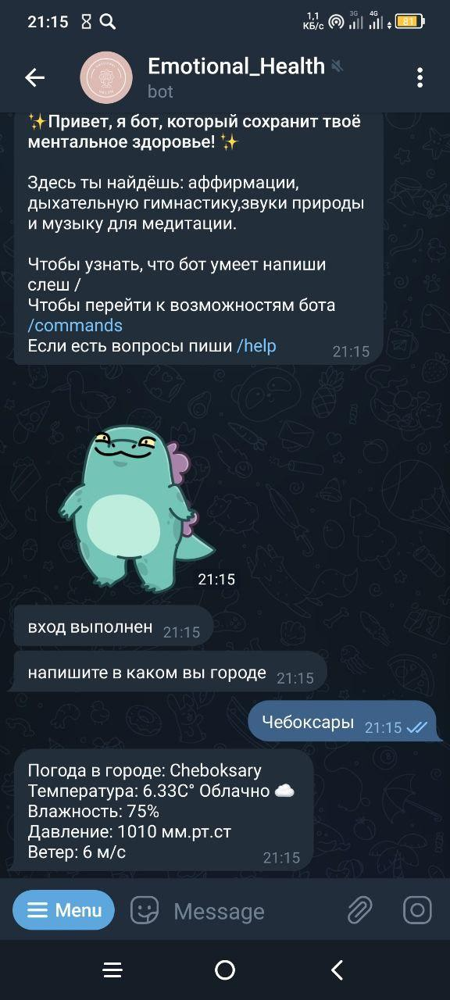 21:15
1,1
КБ/с
3G
4G
81
Emotional_Health
bot
✨Привет, я бот, который сохранит твоё
ментальное здоровье! ✨
Здесь ты найдёшь: аффирмации,
дыхательную гимнастику,звуки природы
и музыку для медитации.
Чтобы узнать, что бот умеет напиши
слеш /
Чтобы перейти к возможностям бота
/commands
Если есть вопросы пиши /help 21:15
21:15
вход выполнен 21:15
напишите в каком вы городе 21:15
Чебоксары 21:15
Погода в городе: Cheboksary
Температура: 6.33C° Облачно ☁️
Влажность: 75%
Давление: 1010 мм.рт.ст
Ветер: 6 м/с 21:15
Menu
Message